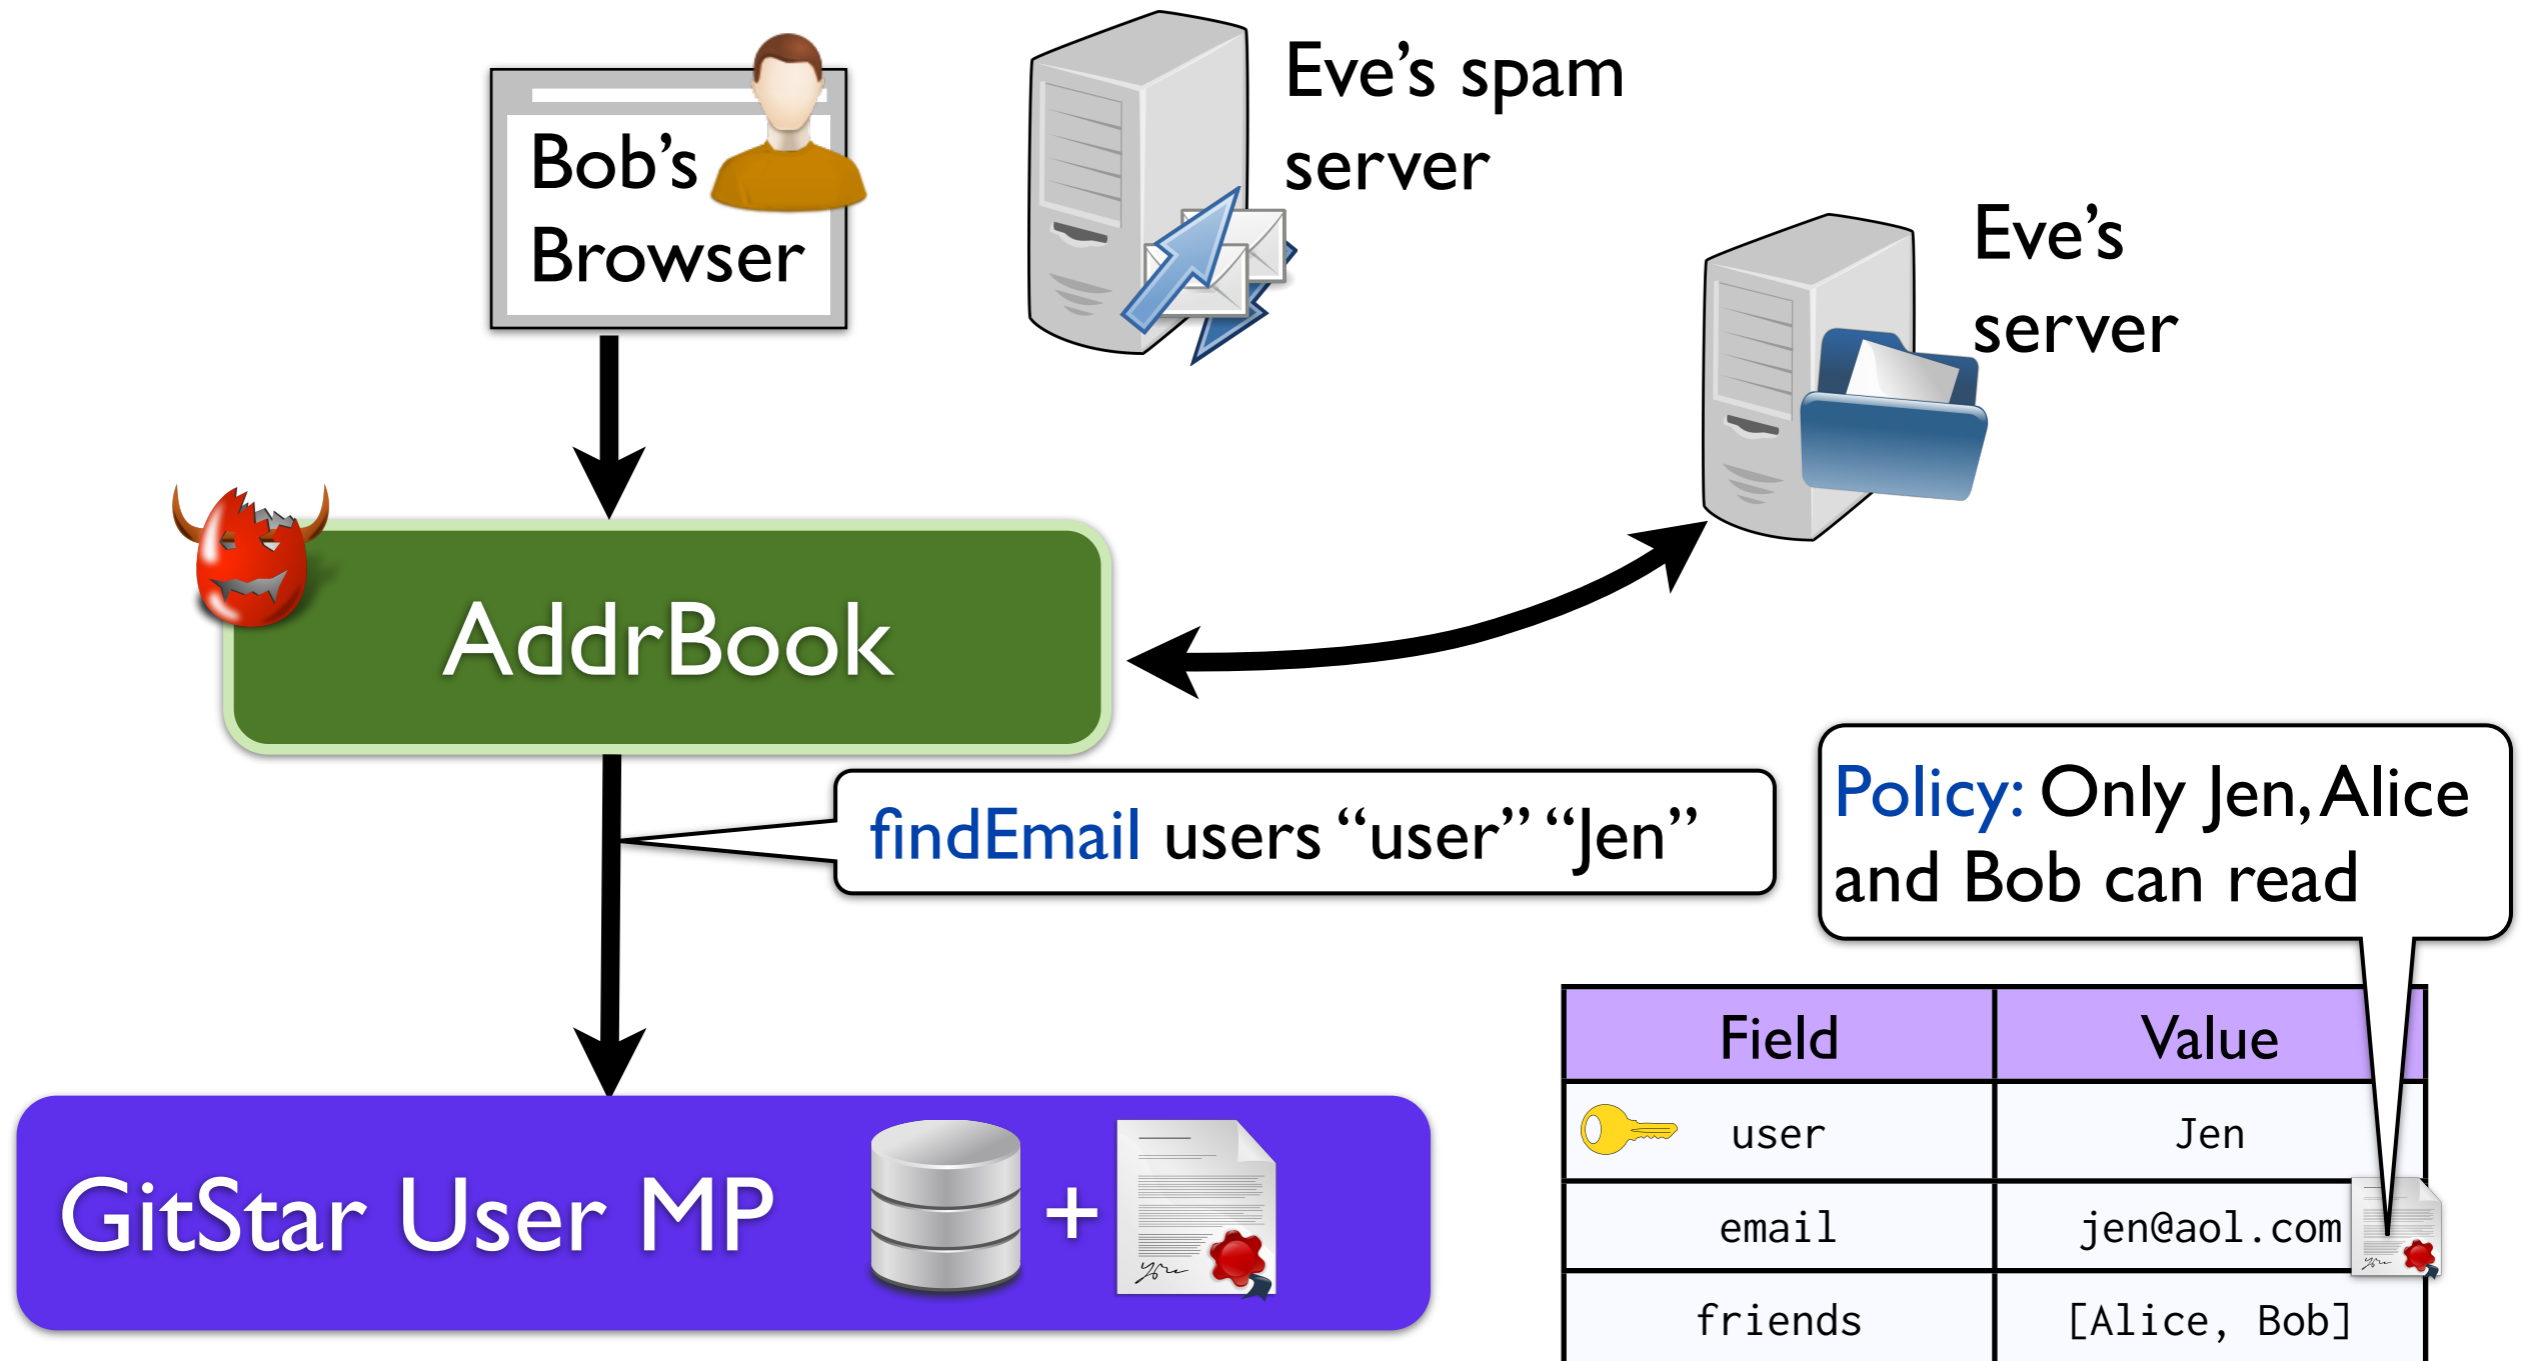 Bob’s
Browser
Eve’s spam
server
Eve’s
server
AddrBook
findEmail users “user” “Jen”
Policy: Only Jen, Alice
and Bob can read
GitStar User MP
+
Field Value
user Jen
email jen@aol.com
friends [Alice, Bob]